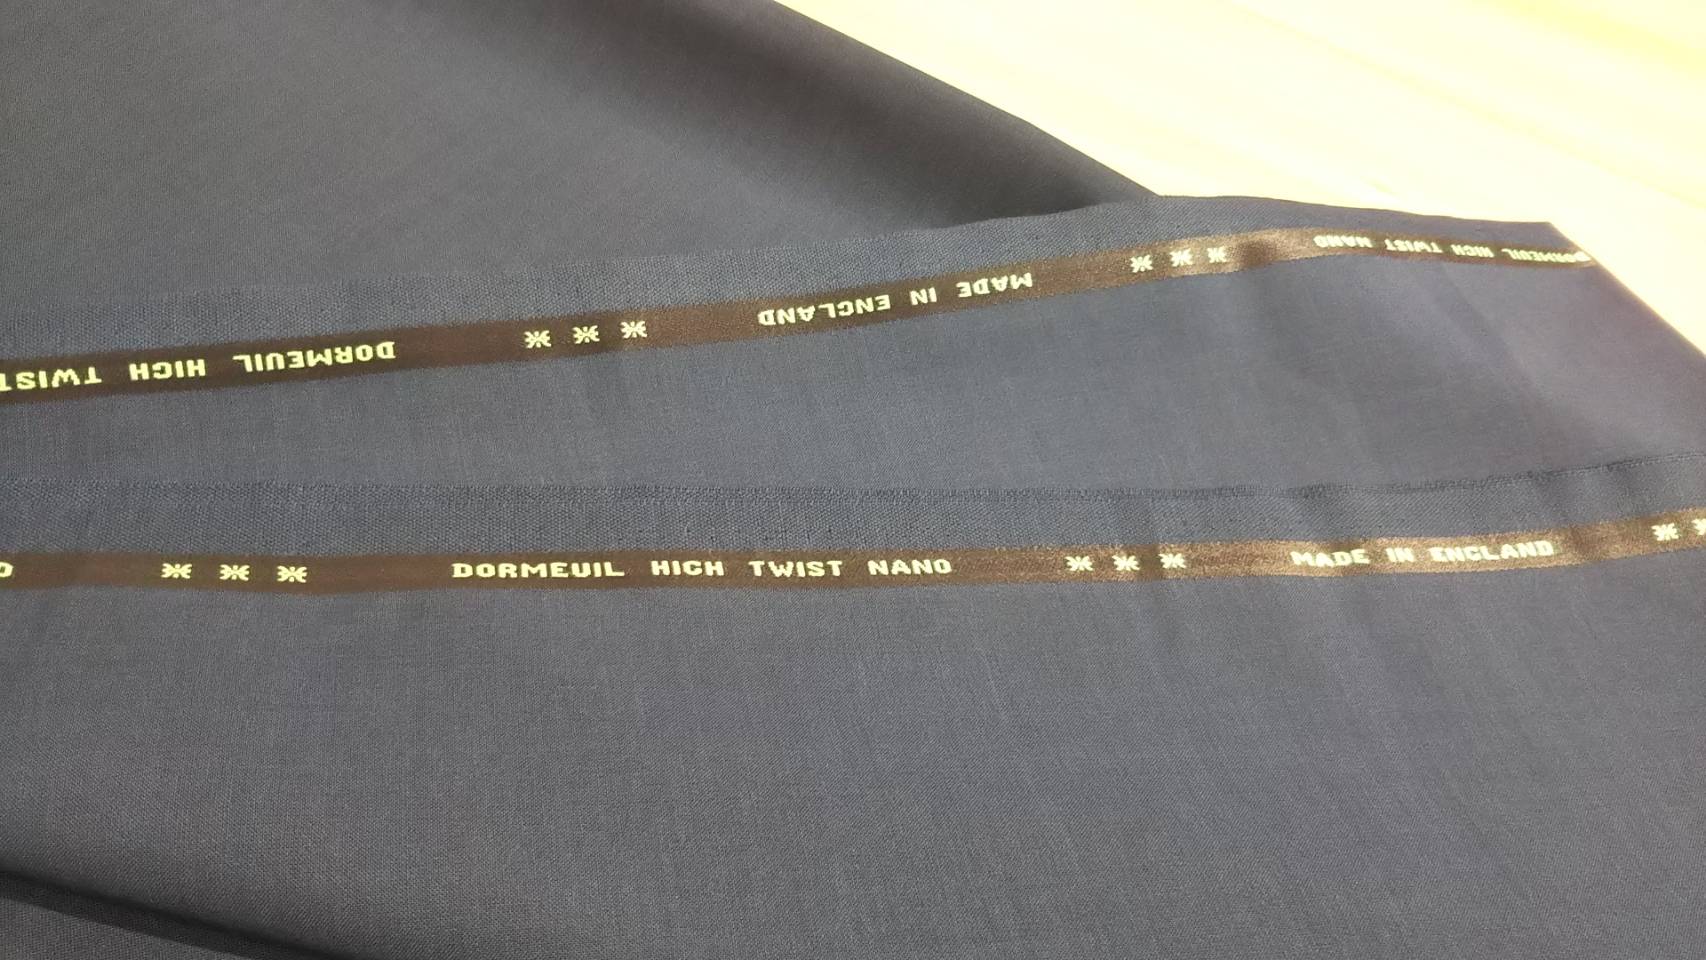 DORMEUIL HIGH TWIST NANO *** MADE IN ENGLAND *** DORMEUIL HIGH TWIST
O *** DORMEUIL HIGH TWIST NANO *** MADE IN ENGLAND **